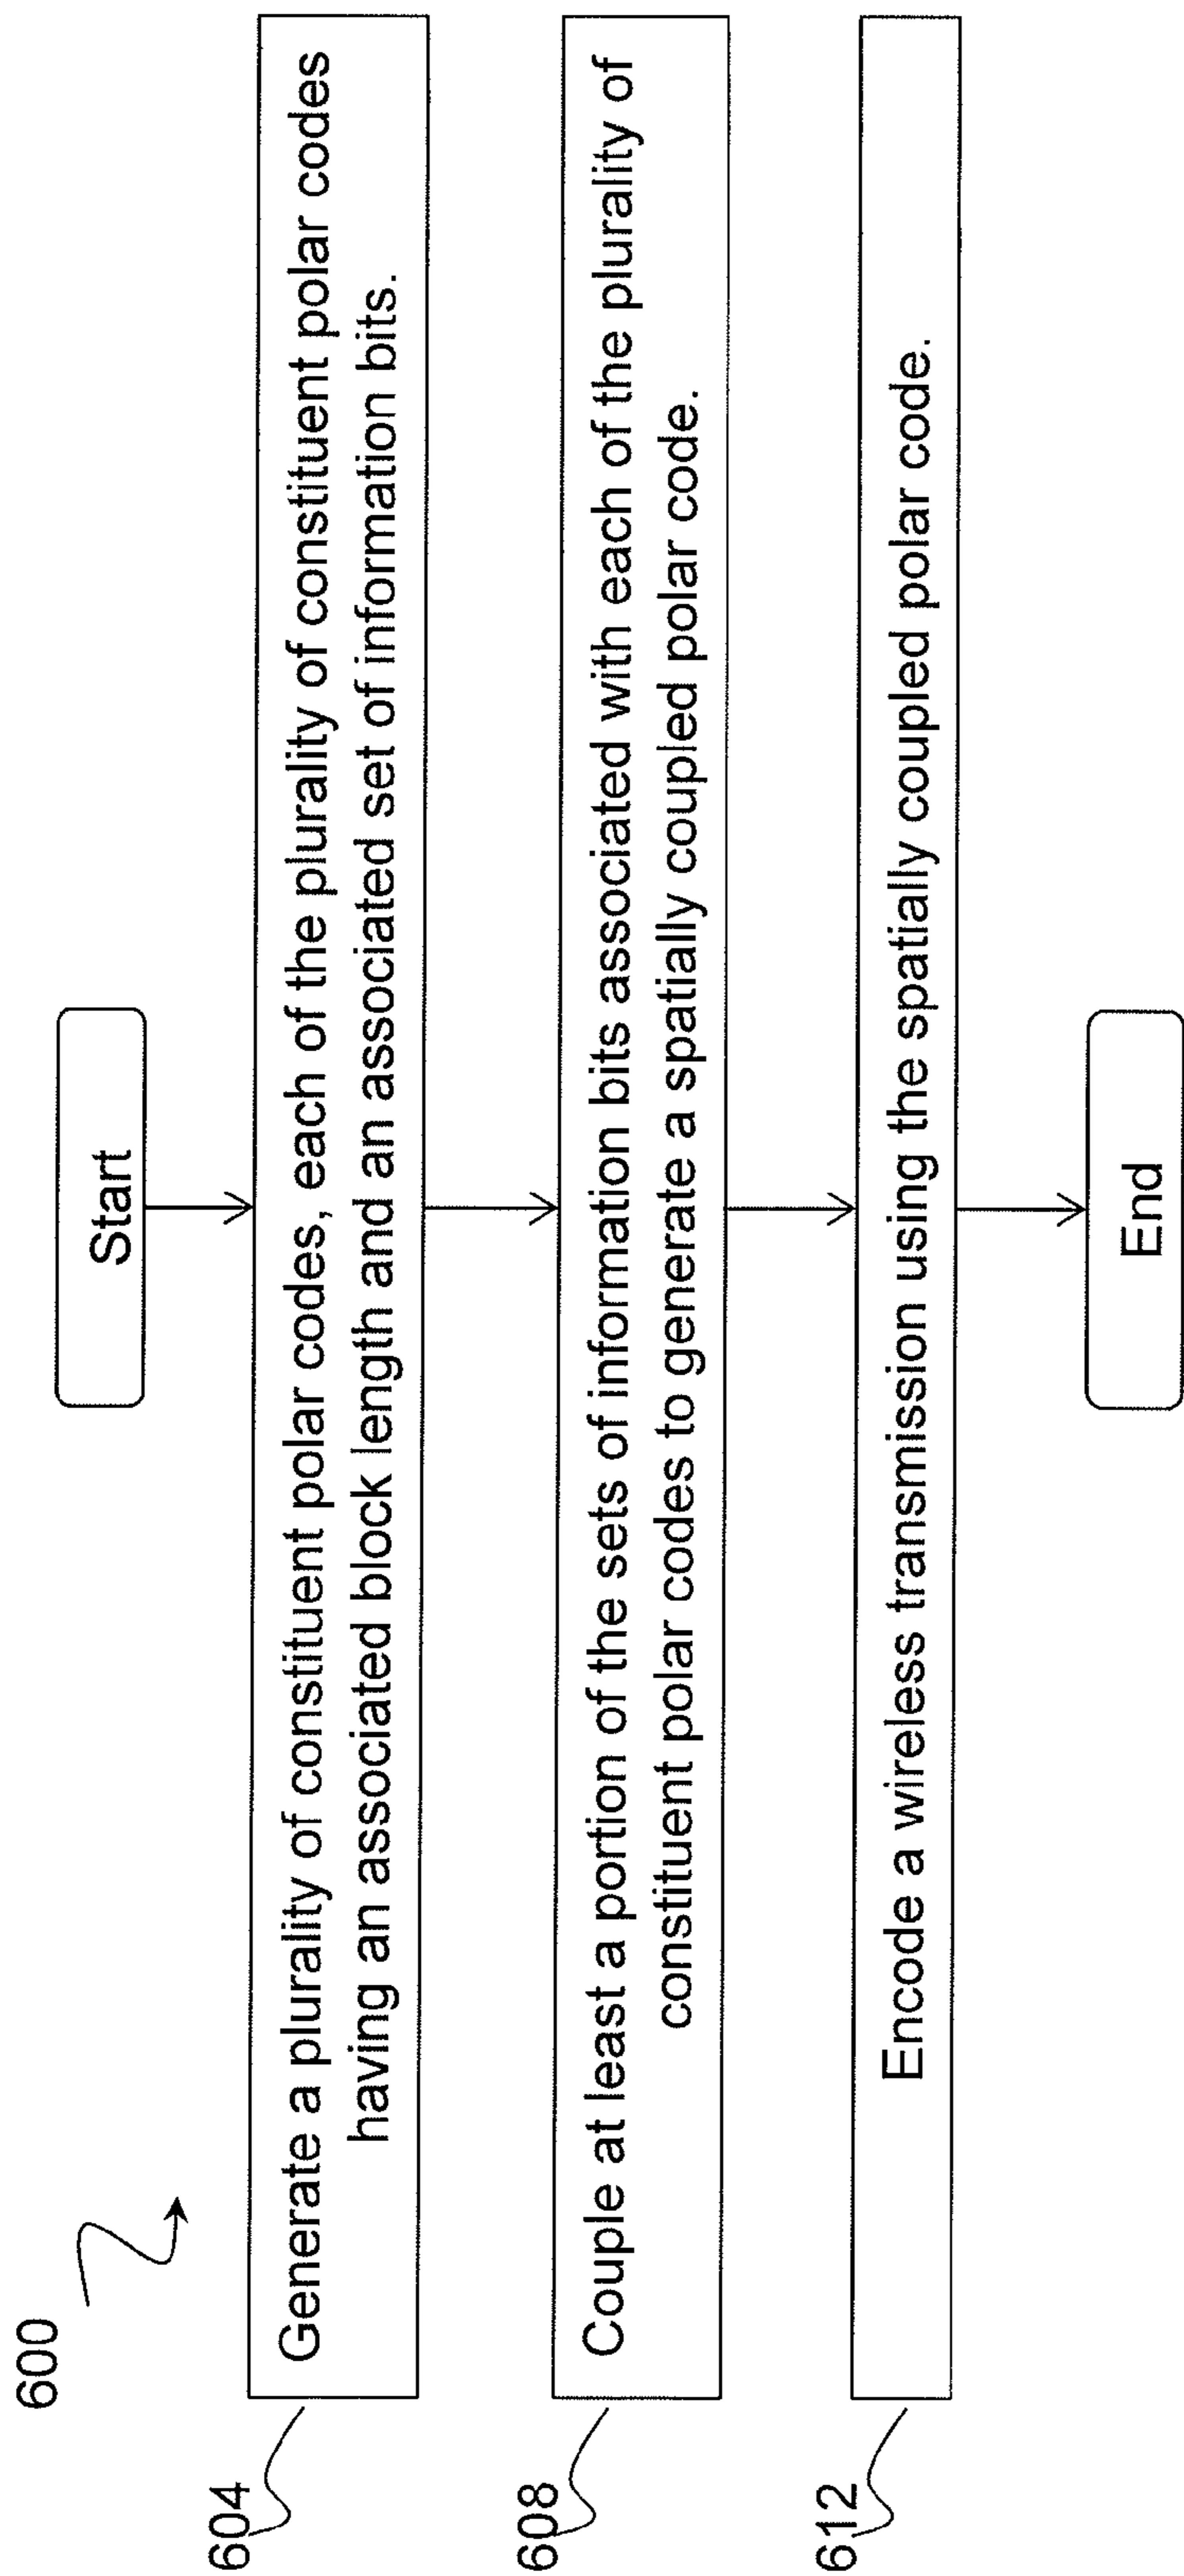 600
Start
604
Generate a plurality of constituent polar codes, each of the plurality of constituent polar codes
having an associated block length and an associated set of information bits.
608
Couple at least a portion of the sets of information bits associated with each of the plurality of
constituent polar codes to generate a spatially coupled polar code.
612
Encode a wireless transmission using the spatially coupled polar code.
End